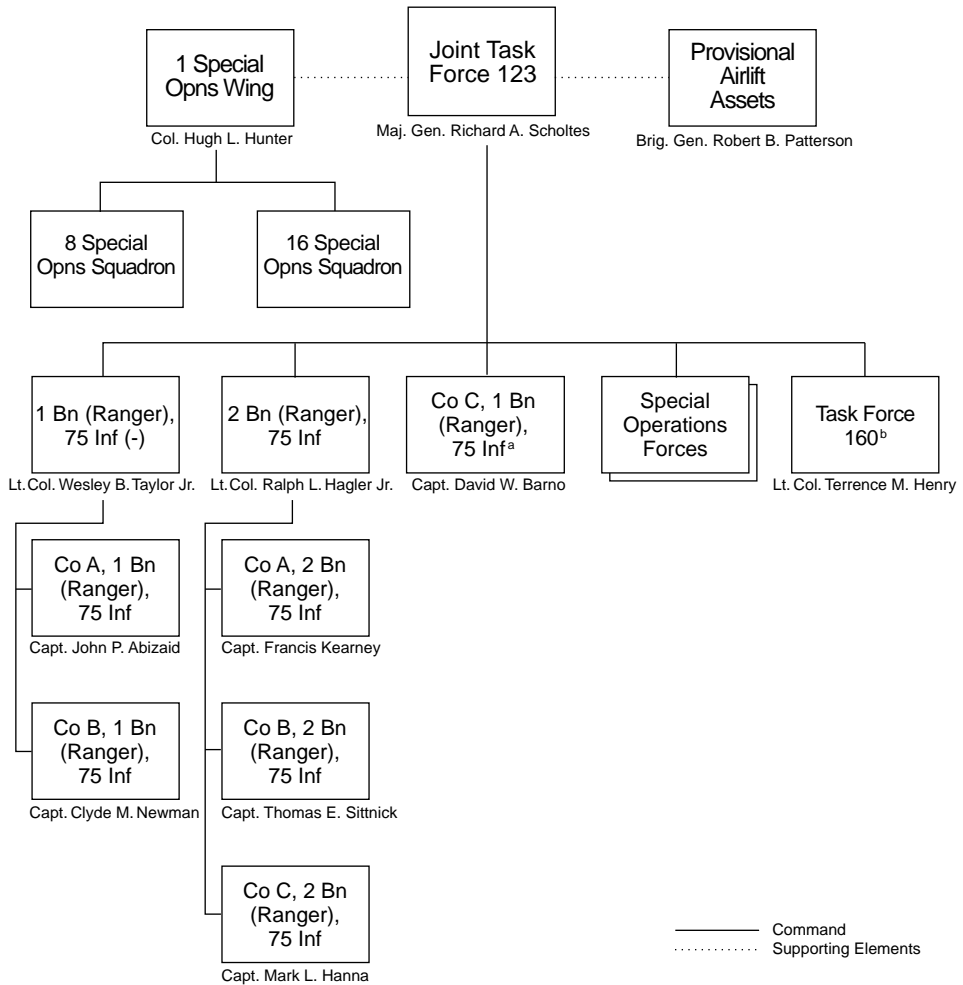 1 Special
Opns Wing
Col. Hugh L. Hunter
Joint Task
Force 123
Maj. Gen. Richard A. Scholtes
Provisional
Airlift
Assets
Brig. Gen. Robert B. Patterson
8 Special
Opns Squadron
16 Special
Opns Squadron
1 Bn (Ranger),
75 Inf (-)
Lt. Col. Wesley B. Taylor Jr.
2 Bn (Ranger),
75 Inf
Lt. Col. Ralph L. Hagler Jr.
Co C, 1 Bn
(Ranger),
75 Infᵃ
Capt. David W. Barno
Special
Operations
Forces
Task Force
160ᵇ
Lt. Col. Terrence M. Henry
Co A, 1 Bn
(Ranger),
75 Inf
Capt. John P. Abizaid
Co A, 2 Bn
(Ranger),
75 Inf
Capt. Francis Kearney
Co B, 1 Bn
(Ranger),
75 Inf
Capt. Clyde M. Newman
Co B, 2 Bn
(Ranger),
75 Inf
Capt. Thomas E. Sittnick
Co C, 2 Bn
(Ranger),
75 Inf
Capt. Mark L. Hanna
Command
Supporting Elements